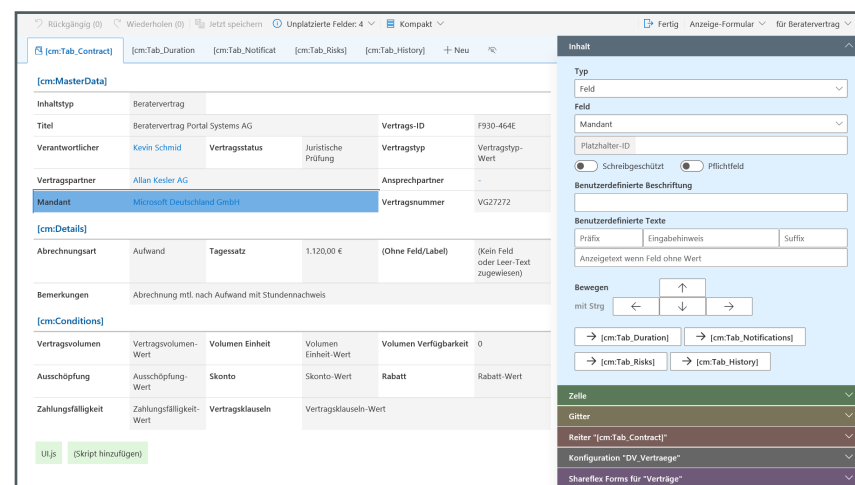 Rückgängig (0) Wiederholen (0) Jetzt speichern Unplatzierte Felder: 4 Kompakt Fertig Anzeige-Formular für Beratervertrag
[cm:Tab_Contract] [cm:Tab_Duration] [cm:Tab_Notificat [cm:Tab_Risks] [cm:Tab_History] + Neu
[cm:MasterData]
Inhaltstyp Beratervertrag
Titel Beratervertrag Portal Systems AG Vertrags-ID F930-464E
Verantwortlicher Kevin Schmid Vertragsstatus Juristische Prüfung Vertragstyp Vertragstyp-Wert
Vertragspartner Allan Kesler AG Ansprechpartner -
Mandant Microsoft Deutschland GmbH Vertragsnummer VG27272
[cm:Details]
Abrechnungsart Aufwand Tagessatz 1.120,00 € (Ohne Feld/Label) (Kein Feld oder Leer-Text zugewiesen)
Bemerkungen Abrechnung mtl. nach Aufwand mit Stundennachweis
[cm:Conditions]
Vertragsvolumen Vertragsvolumen-Wert Volumen Einheit Volumen Einheit-Wert Volumen Verfügbarkeit 0
Ausschöpfung Ausschöpfung-Wert Skonto Skonto-Wert Rabatt Rabatt-Wert
Zahlungsfälligkeit Zahlungsfälligkeit-Wert Vertragsklauseln Vertragsklauseln-Wert
UI.js (Skript hinzufügen)
Inhalt
Typ
Feld
Feld
Mandant
Platzhalter-ID
Schreibgeschützt Pflichtfeld
Benutzerdefinierte Beschriftung
Benutzerdefinierte Texte
Präfix Eingabehinweis Suffix
Anzeigetext wenn Feld ohne Wert
Bewegen ↑
mit Strg ← ↓ →
→ [cm:Tab_Duration] → [cm:Tab_Notifications]
→ [cm:Tab_Risks] → [cm:Tab_History]
Zelle
Gitter
Reiter "[cm:Tab_Contract]"
Konfiguration "DV_Vertraege"
Shareflex Forms für "Verträge"